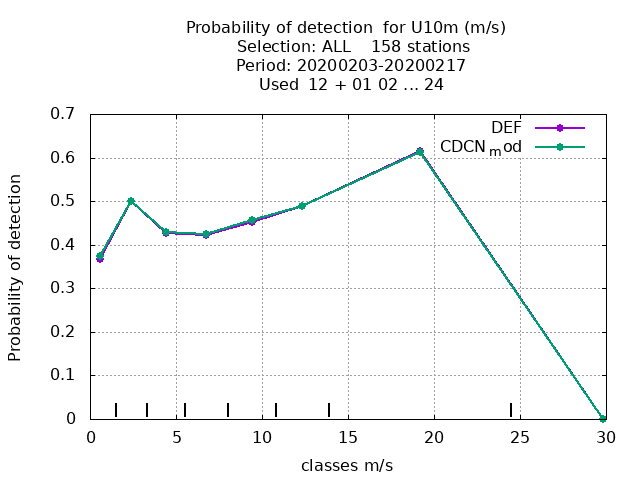 Probability of detection  for U10m (m/s)
Selection: ALL    158 stations
Period: 20200203-20200217
Used  12 + 01 02 ... 24
DEF
CDCN_mod
Probability of detection
0.7
0.6
0.5
0.4
0.3
0.2
0.1
0
0 5 10 15 20 25 30
classes m/s